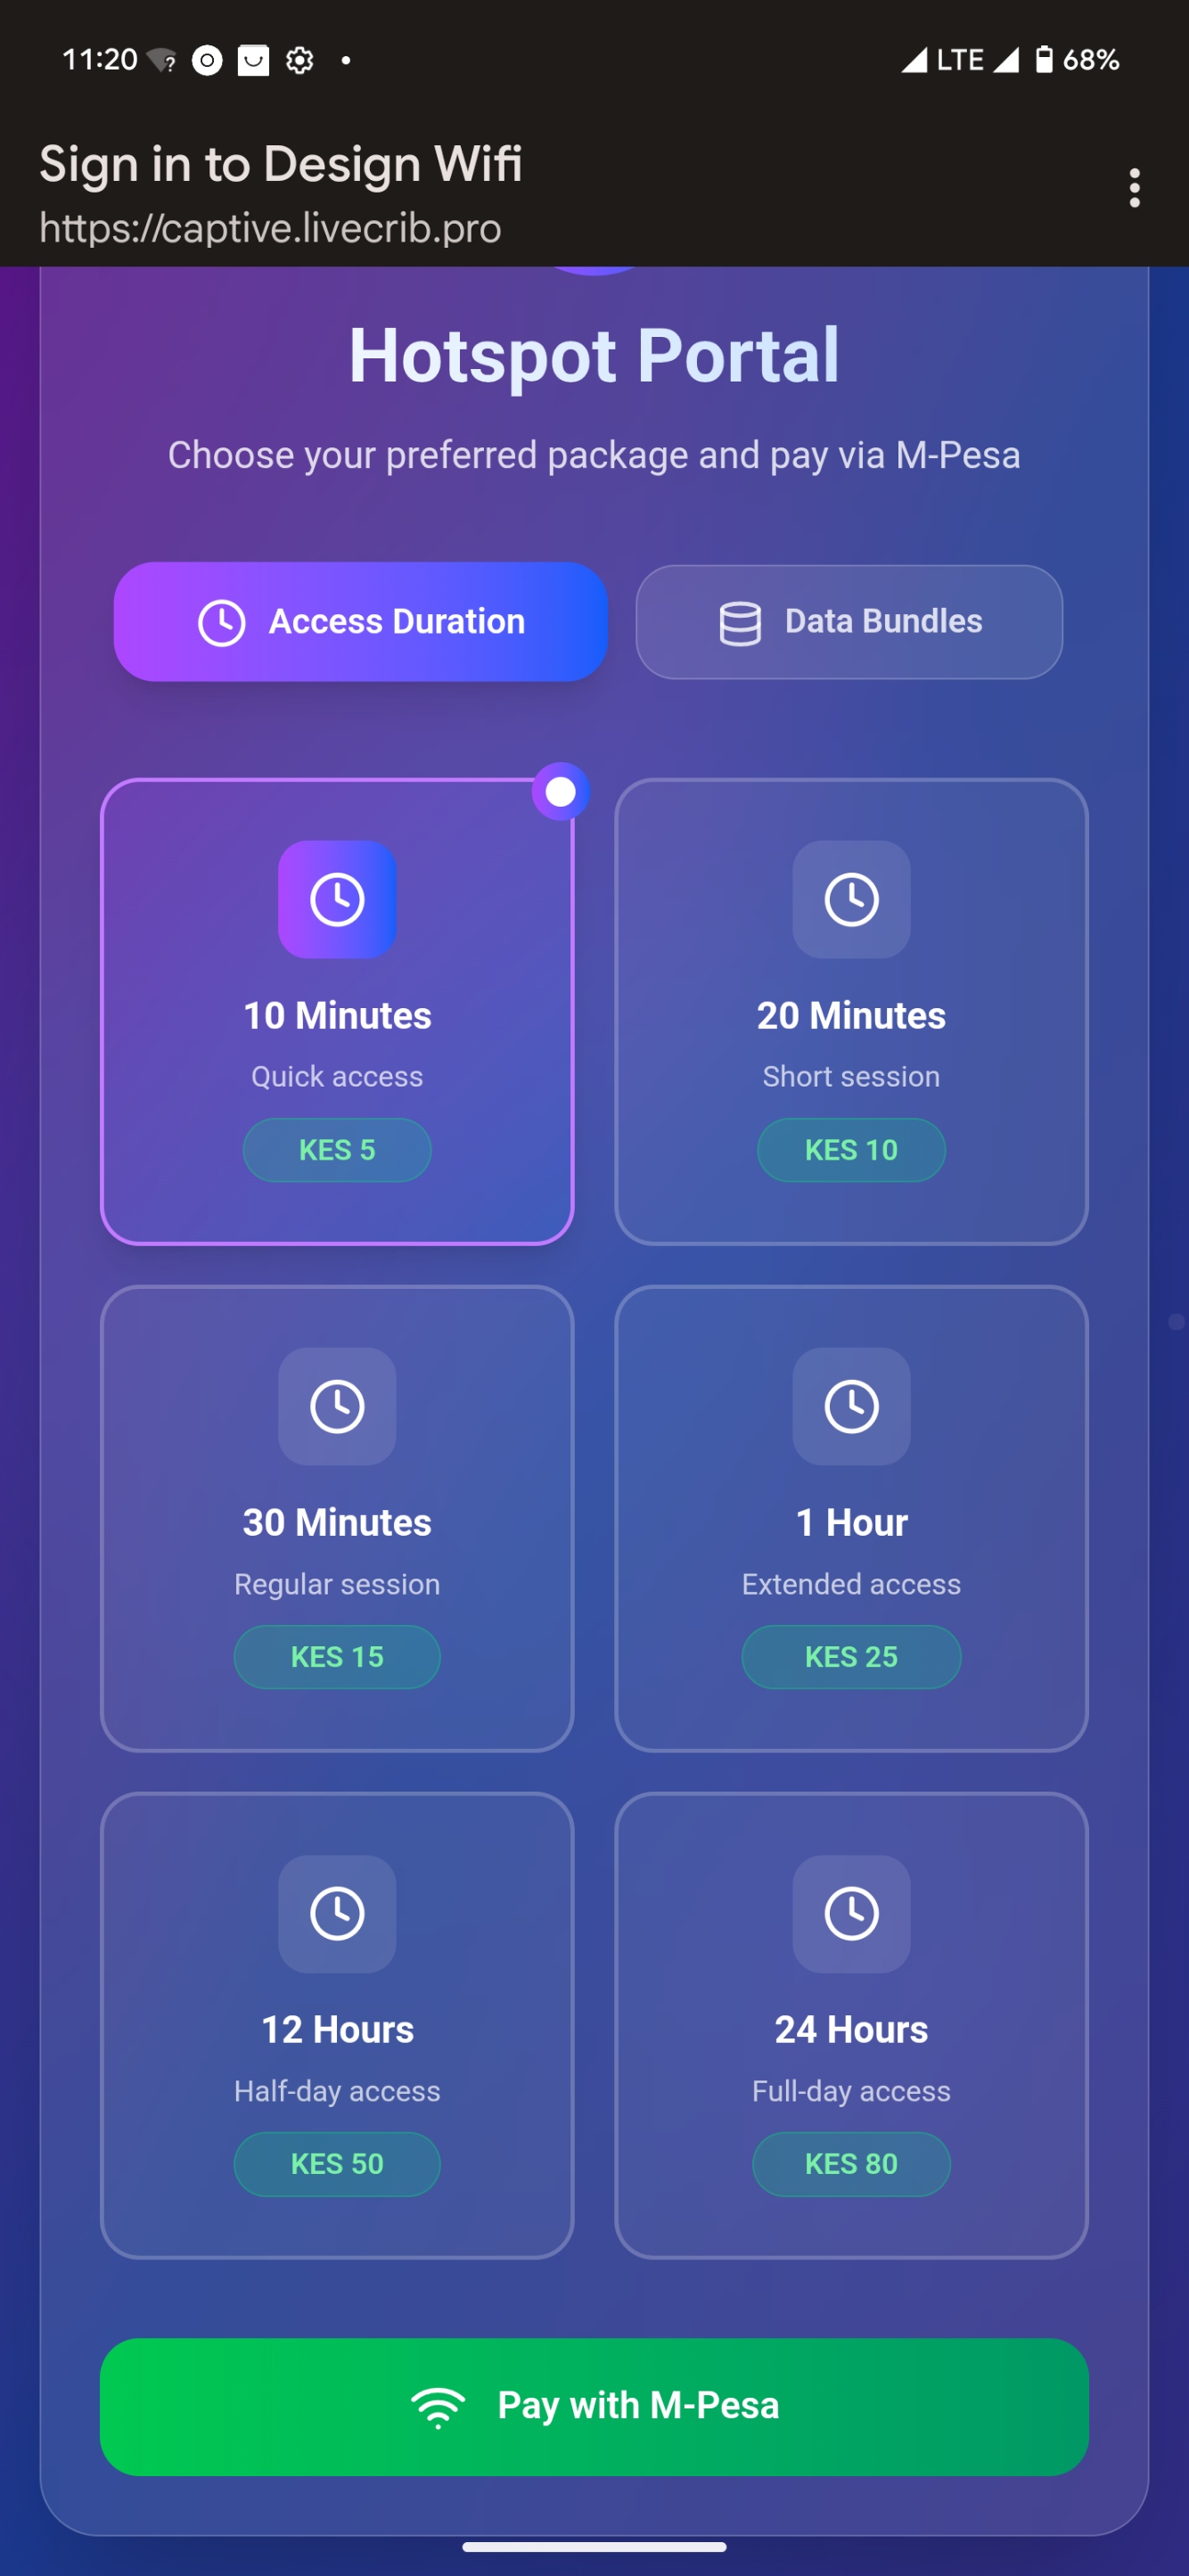 11:20
LTE
68%
Sign in to Design Wifi
https://captive.livecrib.pro
Hotspot Portal
Choose your preferred package and pay via M-Pesa
Access Duration
Data Bundles
10 Minutes
Quick access
KES 5
20 Minutes
Short session
KES 10
30 Minutes
Regular session
KES 15
1 Hour
Extended access
KES 25
12 Hours
Half-day access
KES 50
24 Hours
Full-day access
KES 80
Pay with M-Pesa